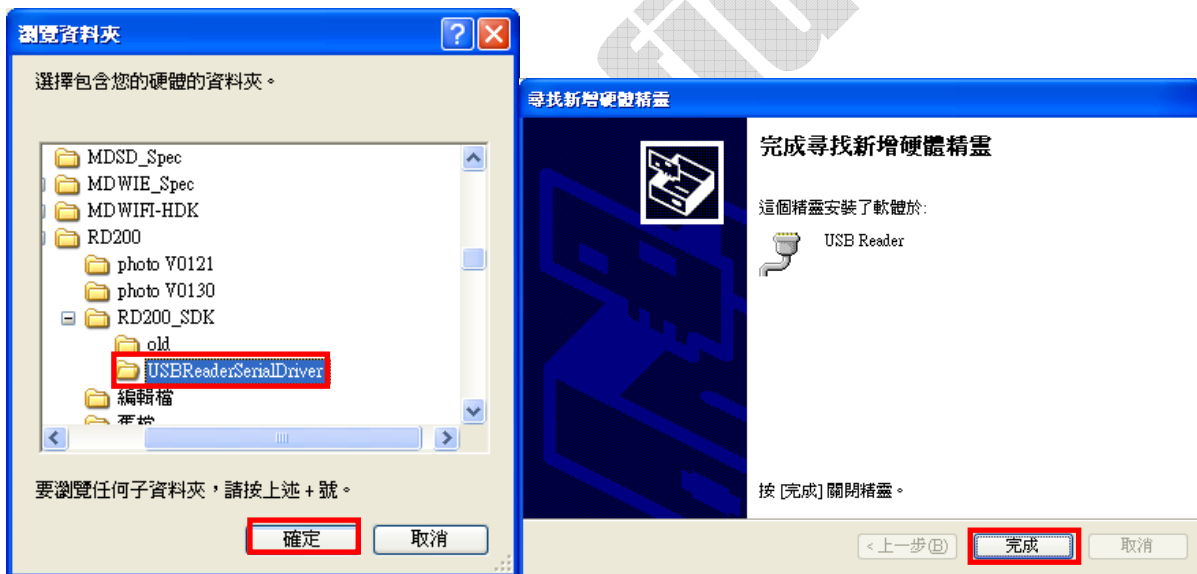 瀏覽資料夾
選擇包含您的硬體的資料夾。
MDSD_Spec
MDWIE_Spec
MDWIFI-HDK
RD200
photo V0121
photo V0130
RD200_SDK
old
USBReaderSerialDriver
編輯檔
要瀏覽任何子資料夾，請按上述 + 號。
確定
取消
尋找新增硬體精靈
完成尋找新增硬體精靈
這個精靈安裝了軟體於:
USB Reader
按 [完成] 關閉精靈。
< 上一步(B)
完成
取消